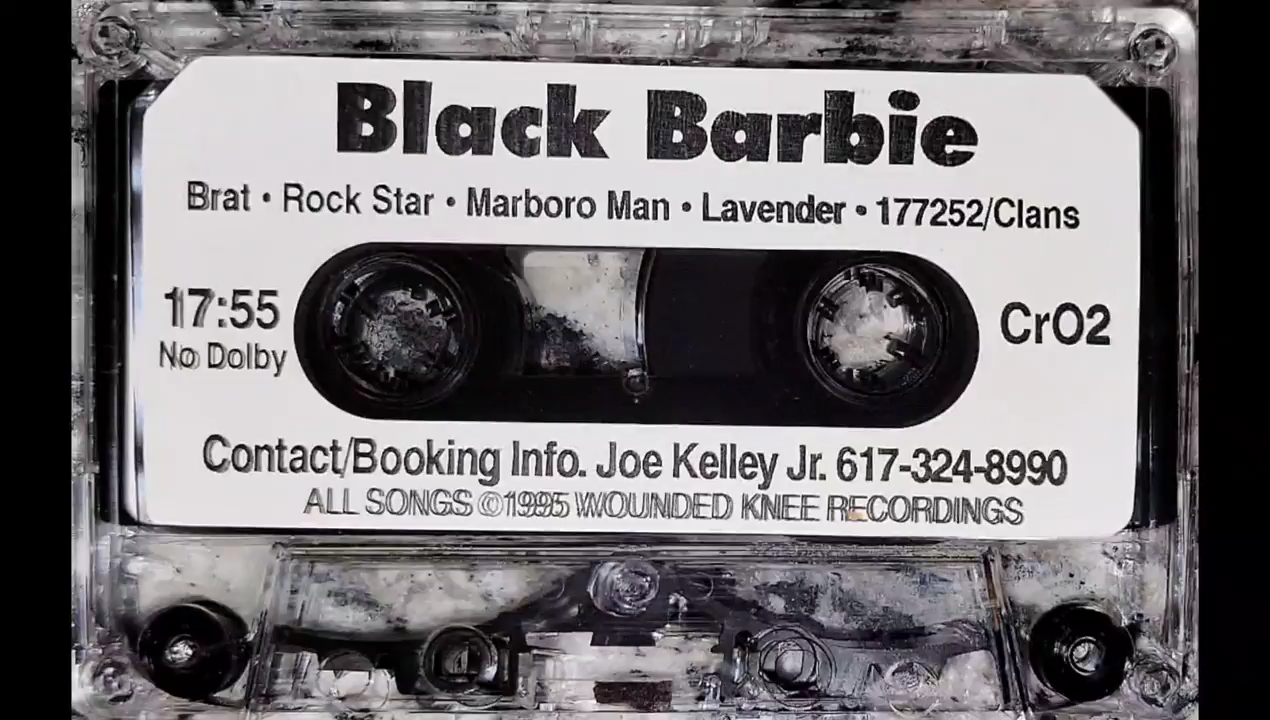 Black Barbie
Brat • Rock Star • Marboro Man • Lavender • 177252/Clans
17:55
No Dolby
CrO2
Contact/Booking Info. Joe Kelley Jr. 617-324-8990
ALL SONGS ©1995 WOUNDED KNEE RECORDINGS